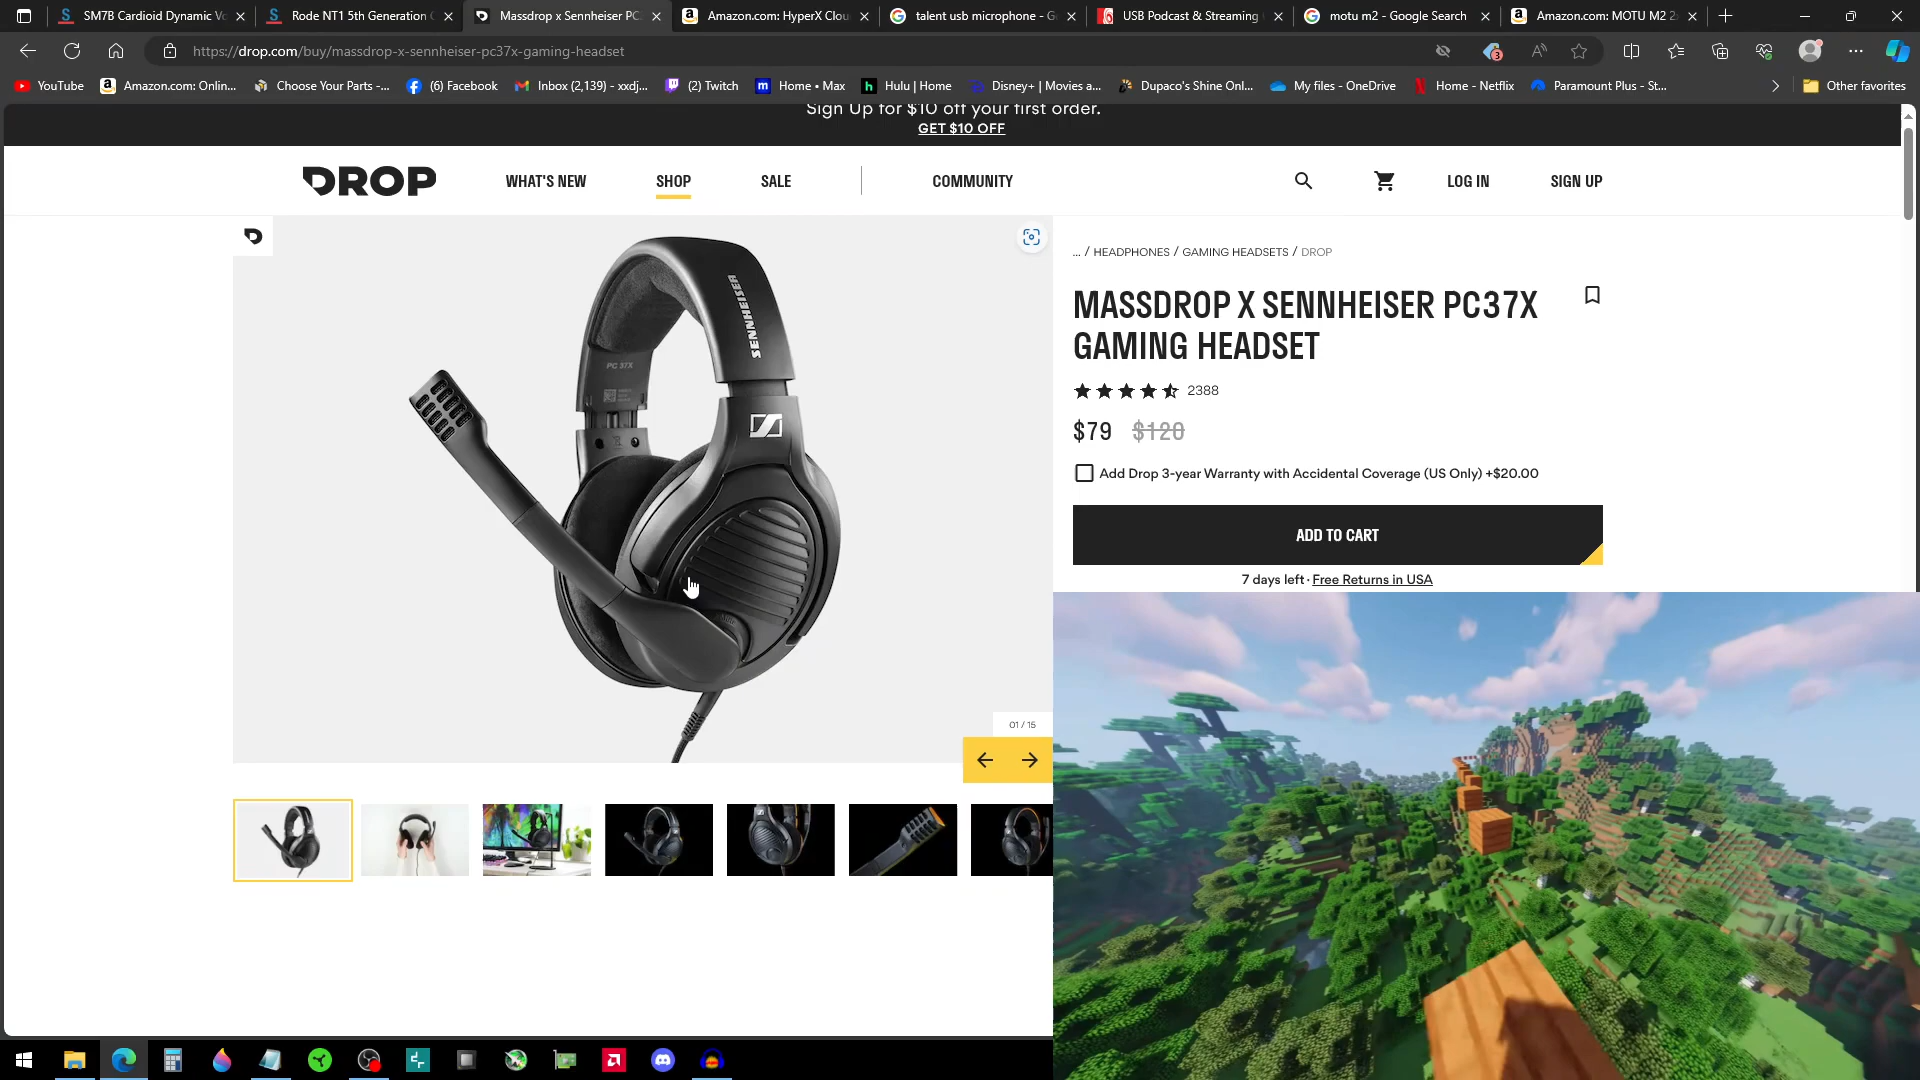 SM7B Cardioid Dynamic Vo
Rode NT1 5th Generation C
Massdrop x Sennheiser PC
Amazon.com: HyperX Clou
talent usb microphone - G
USB Podcast & Streaming
motu m2 - Google Search
Amazon.com: MOTU M2 2
https://drop.com/buy/massdrop-x-sennheiser-pc37x-gaming-headset
3
YouTube
Amazon.com: Onlin...
Choose Your Parts -...
(6) Facebook
Inbox (2,139) - xxdj...
(2) Twitch
Home • Max
Hulu | Home
Disney+ | Movies a...
Dupaco's Shine Onl...
My files - OneDrive
Home - Netflix
Paramount Plus - St...
Other favorites
Sign Up for $10 off your first order.
GET $10 OFF
DROP
WHAT'S NEW
SHOP
SALE
COMMUNITY
LOG IN
SIGN UP
SENNHEISER
PC 37X
... / HEADPHONES / GAMING HEADSETS / DROP
MASSDROP X SENNHEISER PC37X
GAMING HEADSET
2388
$79 $120
Add Drop 3-year Warranty with Accidental Coverage (US Only) +$20.00
ADD TO CART
7 days left · Free Returns in USA
01 / 15